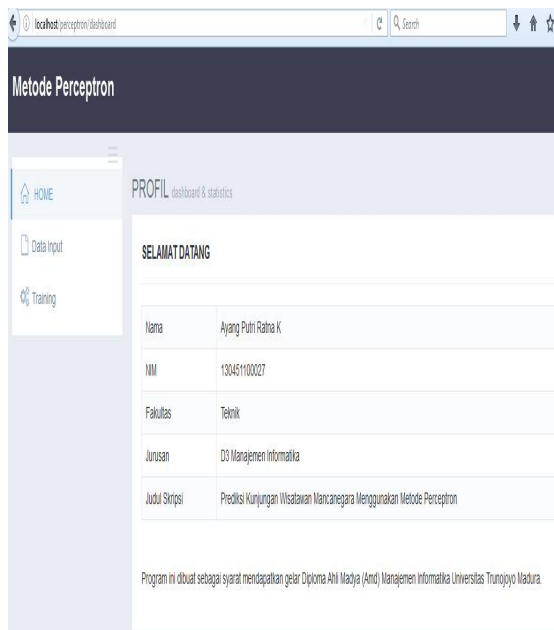 localhost/perceptron/dashboard
Search
Metode Perceptron
HOME
Data Input
Training
PROFIL dashboard & statistics
SELAMAT DATANG
Nama Ayang Putri Ratna K
NIM 130451100027
Fakultas Teknik
Jurusan D3 Manajemen Informatika
Judul Skripsi Prediksi Kunjungan Wisatawan Mancanegara Menggunakan Metode Perceptron
Program ini dibuat sebagai syarat mendapatkan gelar Diploma Ahli Madya (Amd) Manajemen Informatika Universitas Trunojoyo Madura.